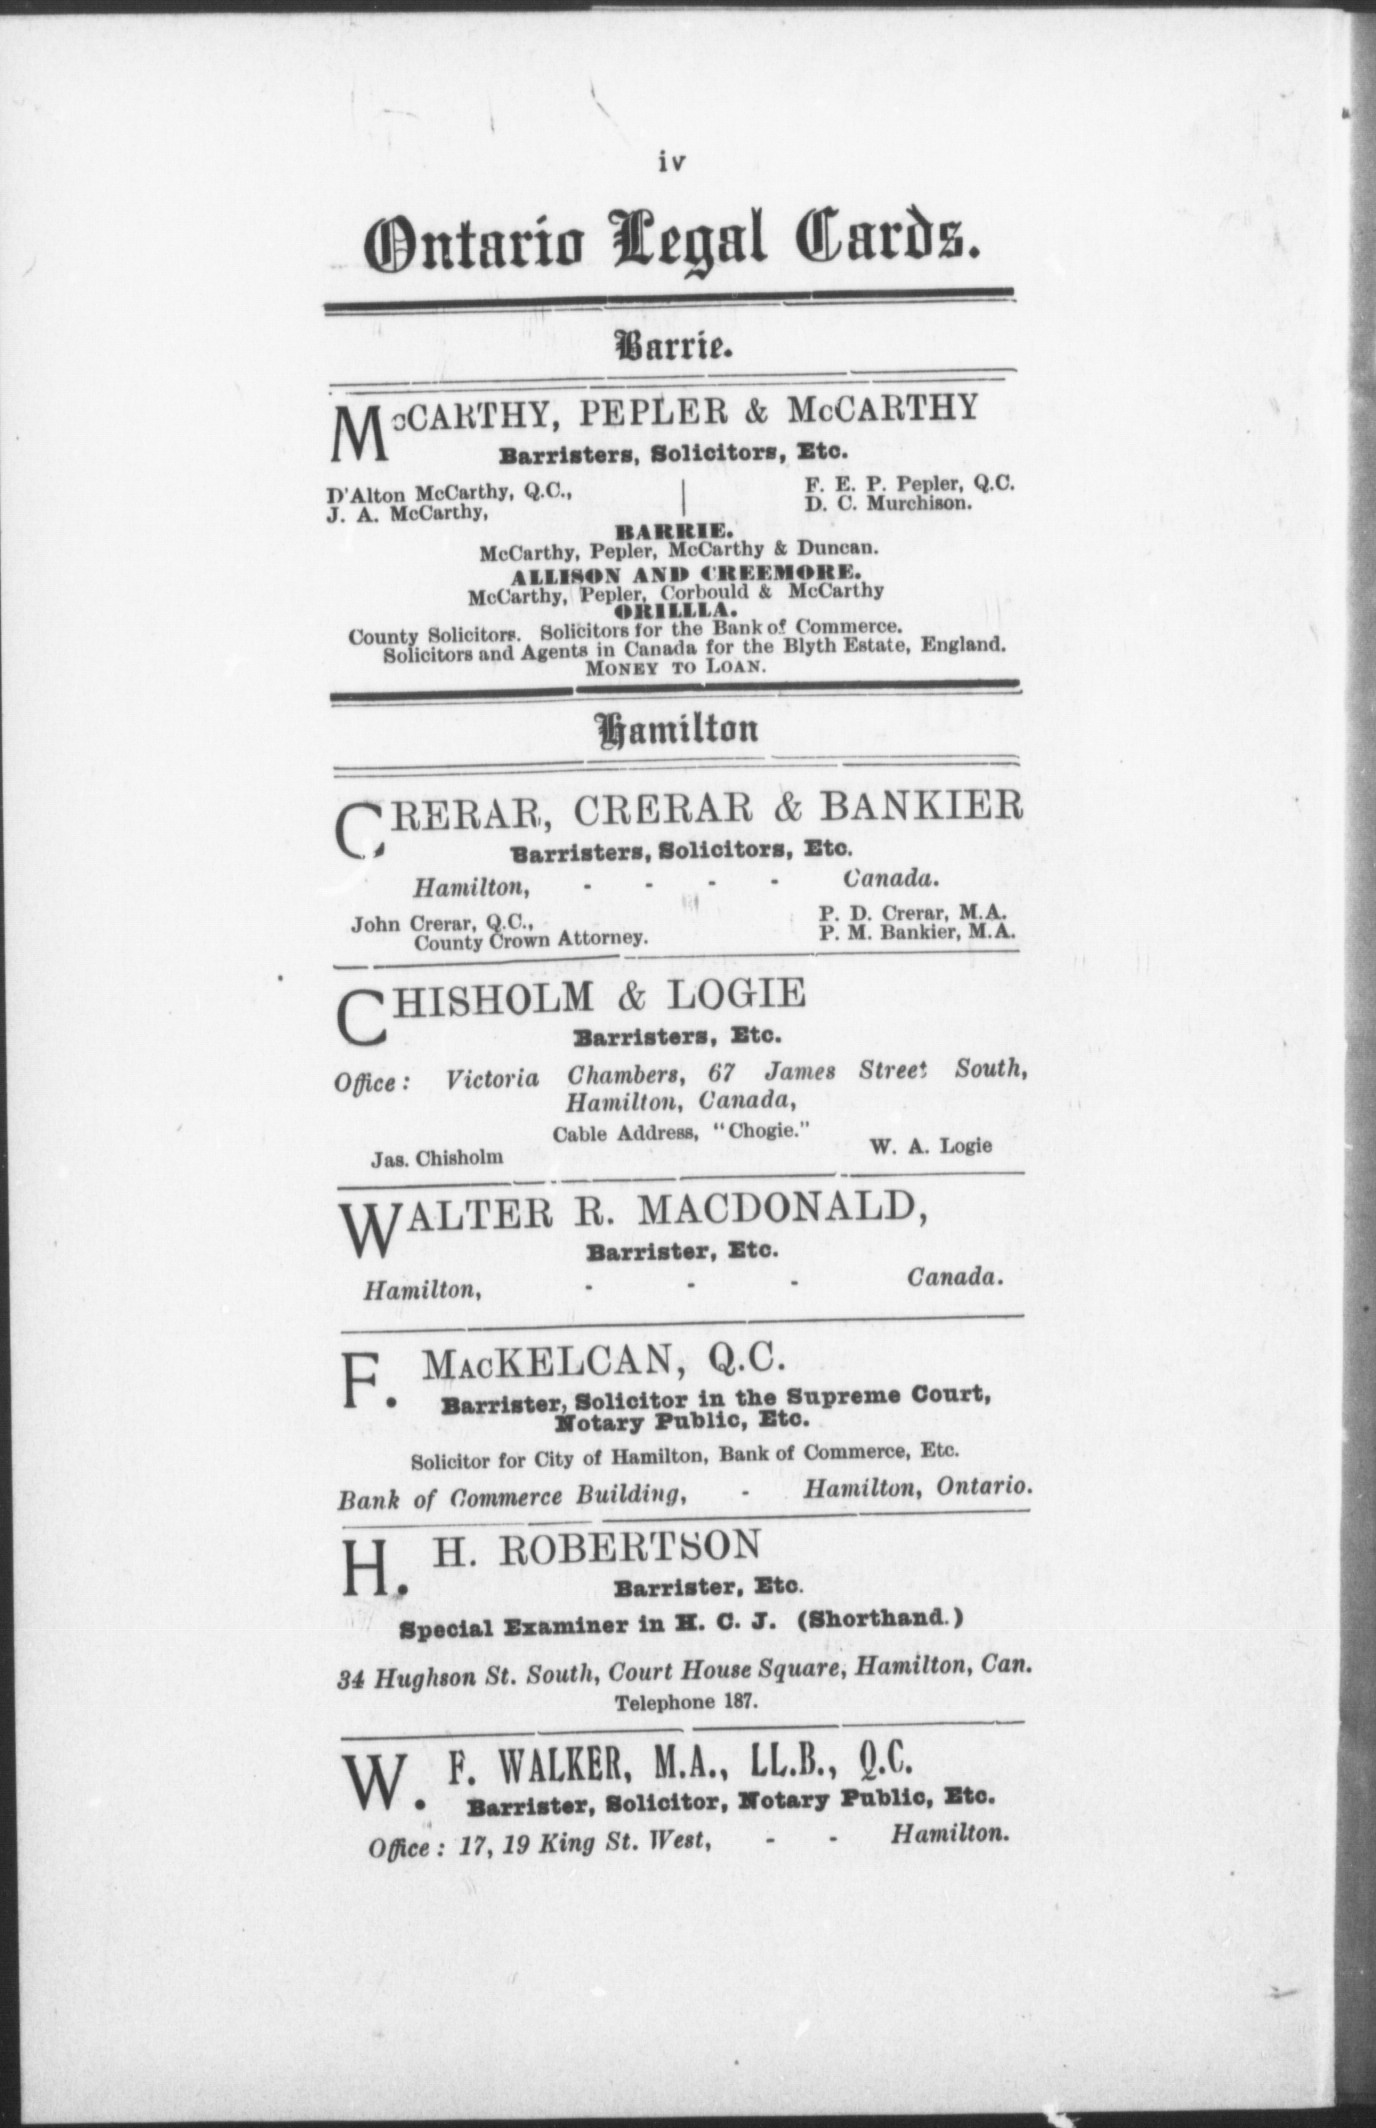 iv
Ontario Legal Cards.
Barrie.
McCARTHY, PEPLER & McCARTHY
Barristers, Solicitors, Etc.
D'Alton McCarthy, Q.C., F. E. P. Pepler, Q.C.
J. A. McCarthy, D. C. Murchison.
BARRIE.
McCarthy, Pepler, McCarthy & Duncan.
ALLISON AND CREEMORE.
McCarthy, Pepler, Corbould & McCarthy
ORILLLA.
County Solicitors. Solicitors for the Bank of Commerce.
Solicitors and Agents in Canada for the Blyth Estate, England.
MONEY TO LOAN.
Hamilton
CRERAR, CRERAR & BANKIER
Barristers, Solicitors, Etc.
Hamilton, - - - - Canada.
John Crerar, Q.C., P. D. Crerar, M.A.
County Crown Attorney. P. M. Bankier, M.A.
CHISHOLM & LOGIE
Barristers, Etc.
Office: Victoria Chambers, 67 James Street South,
Hamilton, Canada,
Cable Address, "Chogie."
Jas. Chisholm W. A. Logie
WALTER R. MACDONALD,
Barrister, Etc.
Hamilton, - - - Canada.
F. MACKELCAN, Q.C.
Barrister, Solicitor in the Supreme Court,
Notary Public, Etc.
Solicitor for City of Hamilton, Bank of Commerce, Etc.
Bank of Commerce Building, - Hamilton, Ontario.
H. H. ROBERTSON
Barrister, Etc.
Special Examiner in H. C. J. (Shorthand.)
34 Hughson St. South, Court House Square, Hamilton, Can.
Telephone 187.
W. F. WALKER, M.A., LL.B., Q.C.
Barrister, Solicitor, Notary Public, Etc.
Office: 17, 19 King St. West, - - Hamilton.